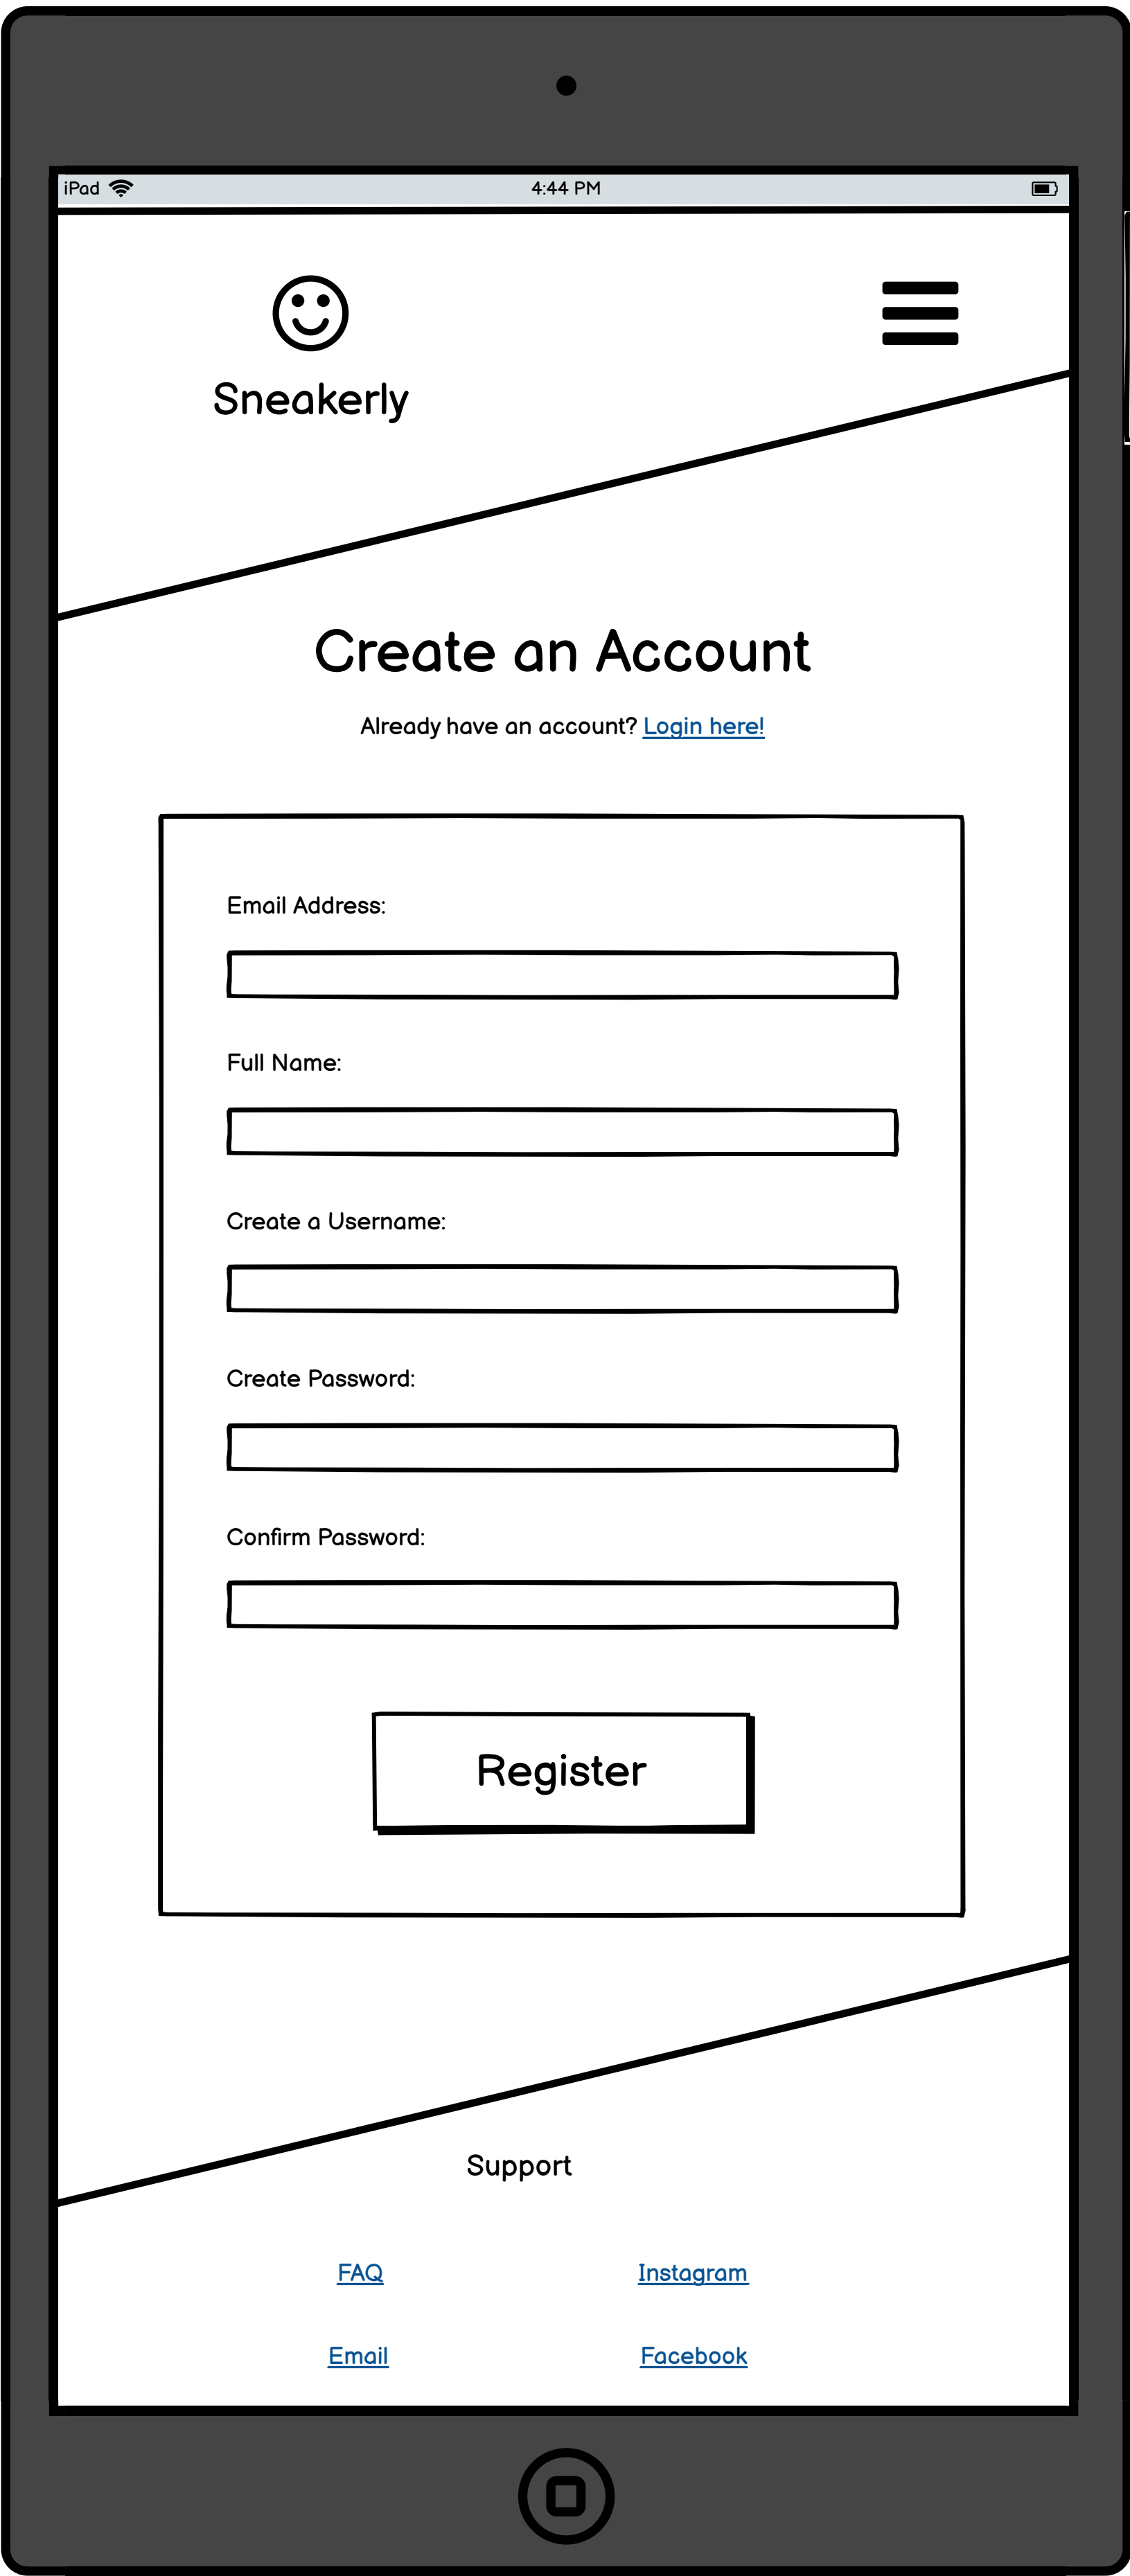 iPad 4:44 PM
Sneakerly
Create an Account
Already have an account? Login here!
Email Address:
Full Name:
Create a Username:
Create Password:
Confirm Password:
Register
Support
FAQ Instagram
Email Facebook